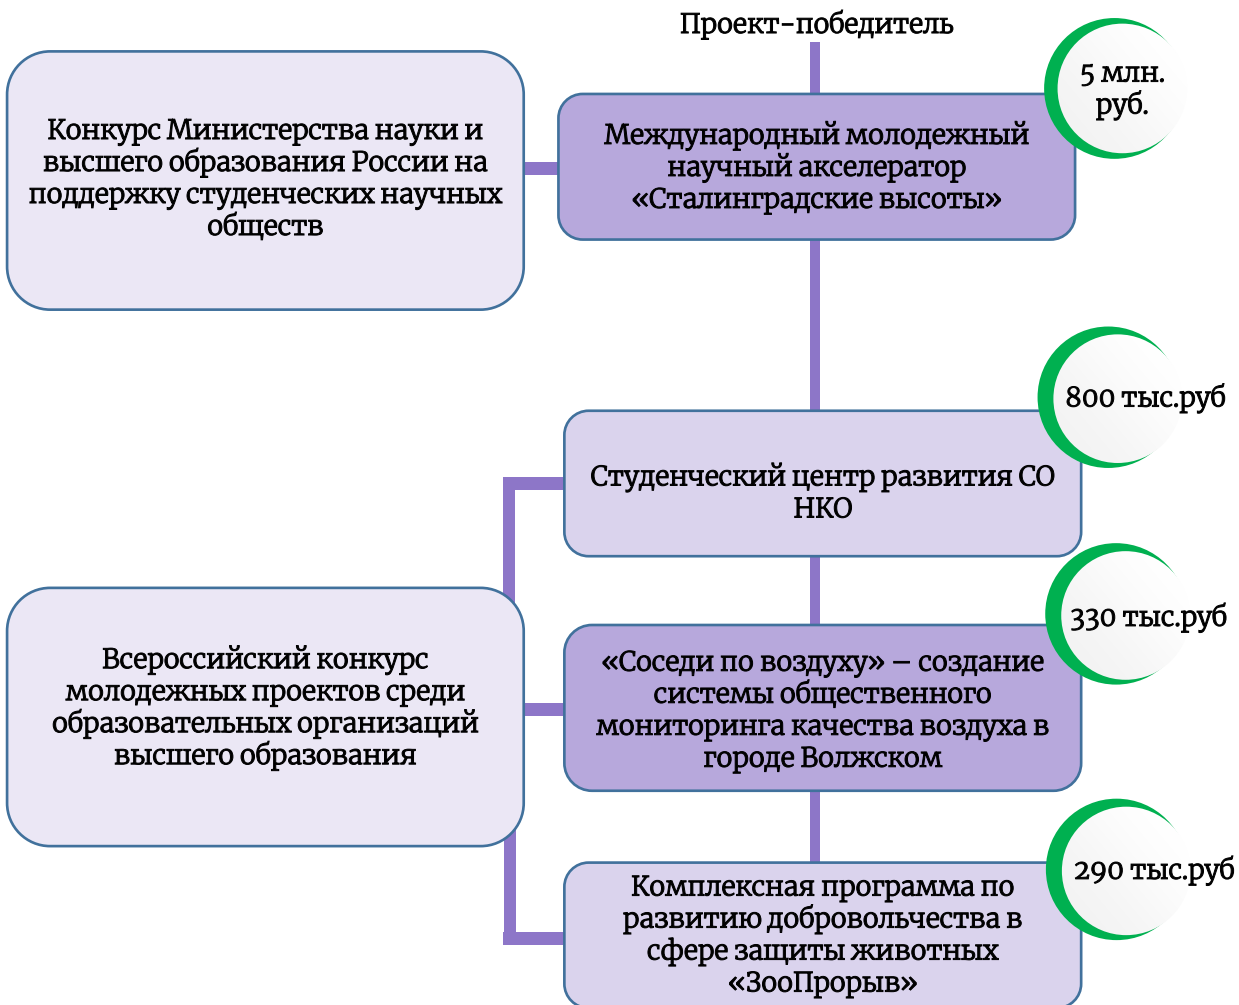 Проект-победитель
5 млн.
руб.
Конкурс Министерства науки и
высшего образования России на
поддержку студенческих научных
обществ
Международный молодежный
научный акселератор
«Сталинградские высоты»
800 тыс.руб
Студенческий центр развития СО
НКО
330 тыс.руб
Всероссийский конкурс
молодежных проектов среди
образовательных организаций
высшего образования
«Соседи по воздуху» – создание
системы общественного
мониторинга качества воздуха в
городе Волжском
290 тыс.руб
Комплексная программа по
развитию добровольчества в
сфере защиты животных
«ЗооПрорыв»